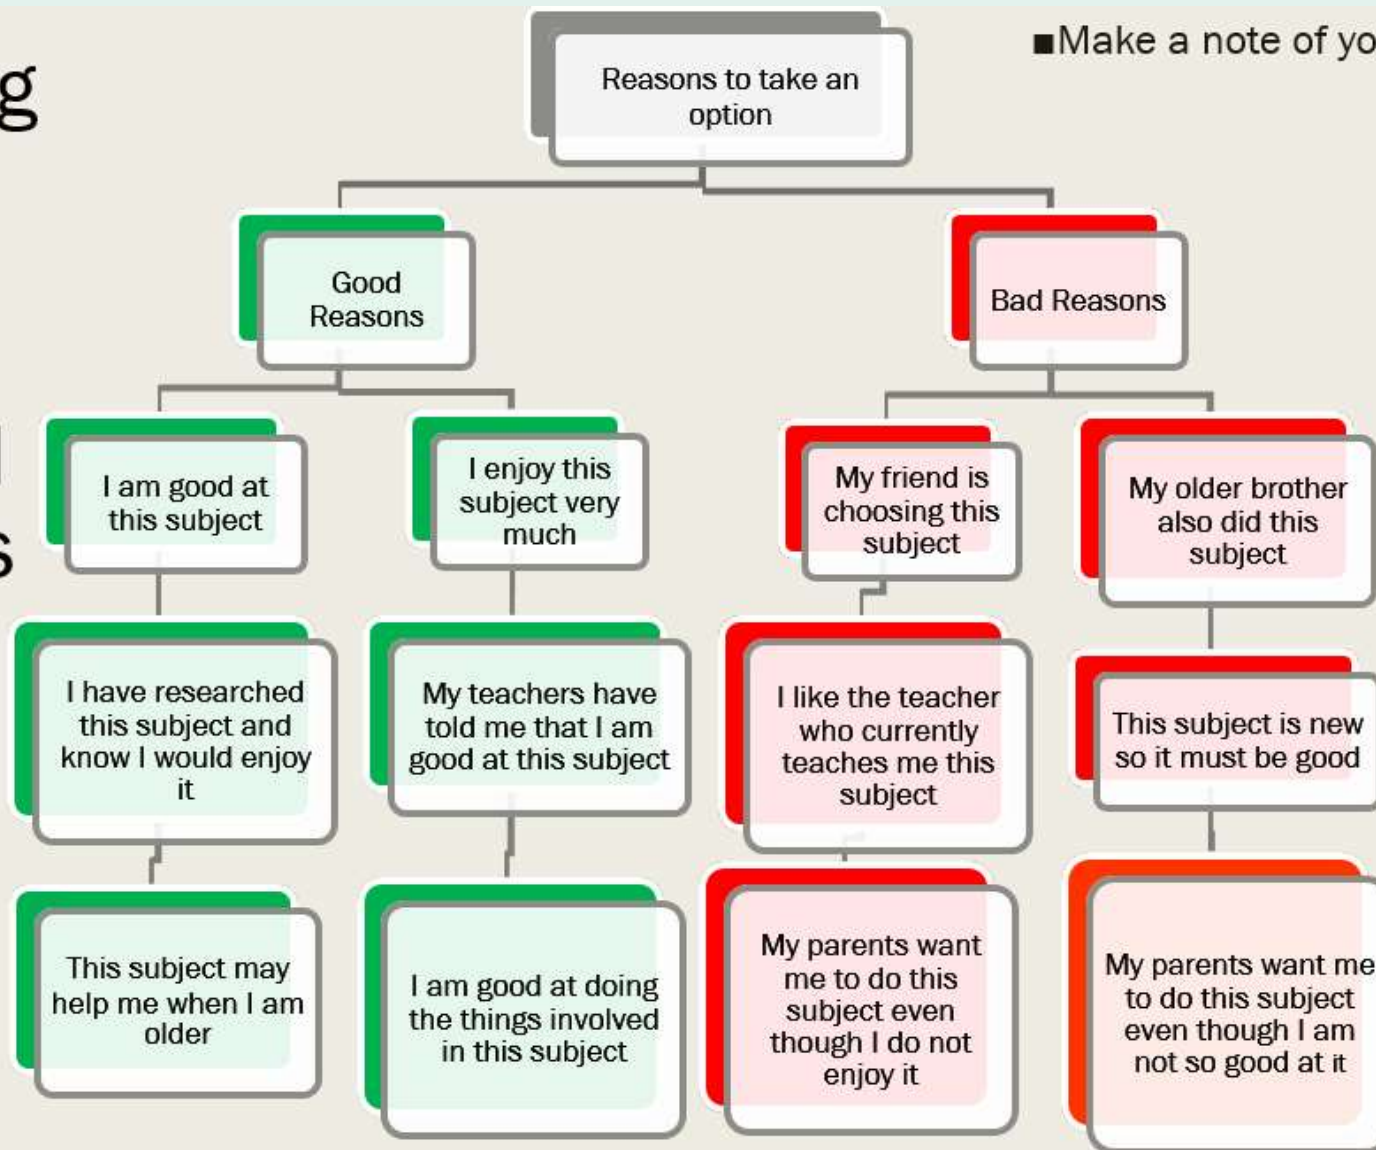 g
■Make a note of yo
s
Reasons to take an
option
Good
Reasons
Bad Reasons
I am good at
this subject
I enjoy this
subject very
much
My friend is
choosing this
subject
My older brother
also did this
subject
I have researched
this subject and
know I would enjoy
it
My teachers have
told me that I am
good at this subject
I like the teacher
who currently
teaches me this
subject
This subject is new
so it must be good
This subject may
help me when I am
older
I am good at doing
the things involved
in this subject
My parents want
me to do this
subject even
though I do not
enjoy it
My parents want me
to do this subject
even though I am
not so good at it